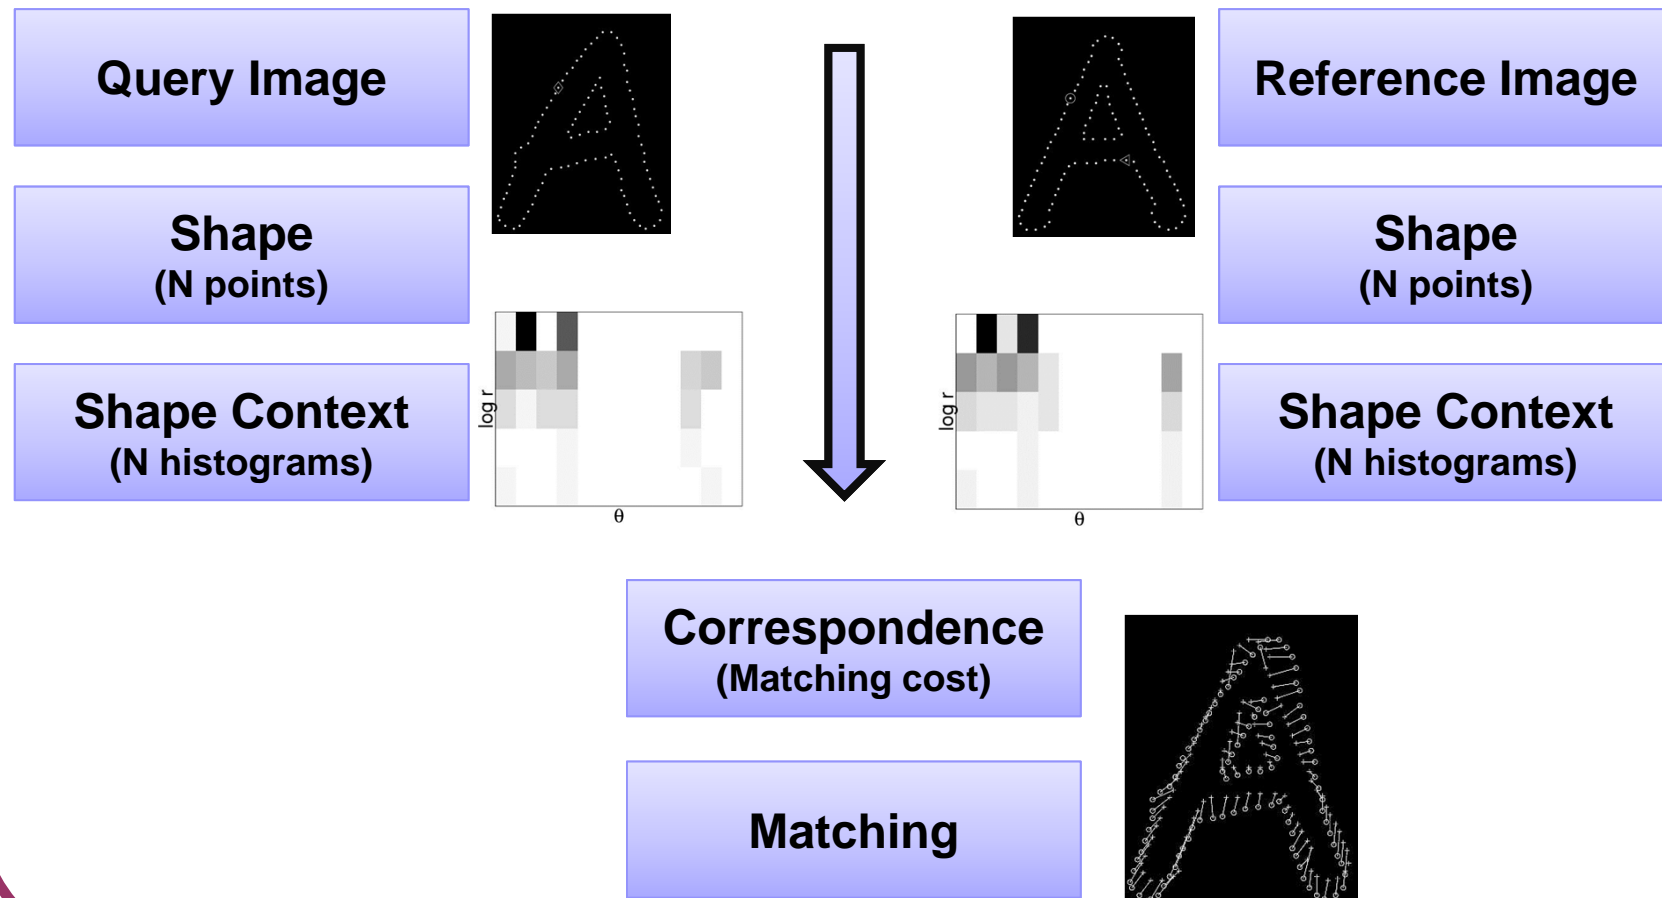 Query Image
Reference Image
Shape
(N points)
Shape
(N points)
Shape Context
(N histograms)
log r
θ
Shape Context
(N histograms)
log r
θ
Correspondence
(Matching cost)
Matching